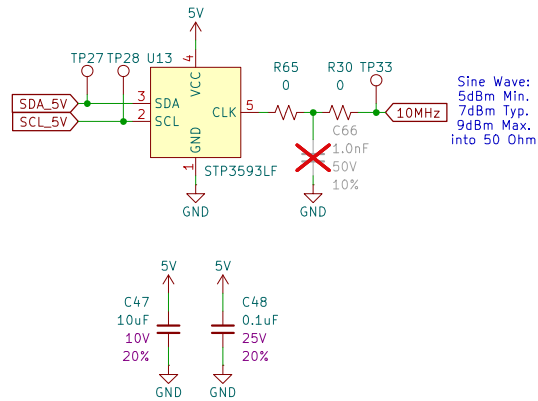 5V
TP27 TP28 U13
4
VCC
SDA_5V
3
SDA
SCL_5V
2
SCL
CLK
5
GND
1
STP3593LF
GND
R65
0
R30
0
TP33
10MHz
C66
1.0nF
50V
10%
GND
Sine Wave:
5dBm Min.
7dBm Typ.
9dBm Max.
into 50 Ohm
5V
C47
10uF
10V
20%
GND
5V
C48
0.1uF
25V
20%
GND